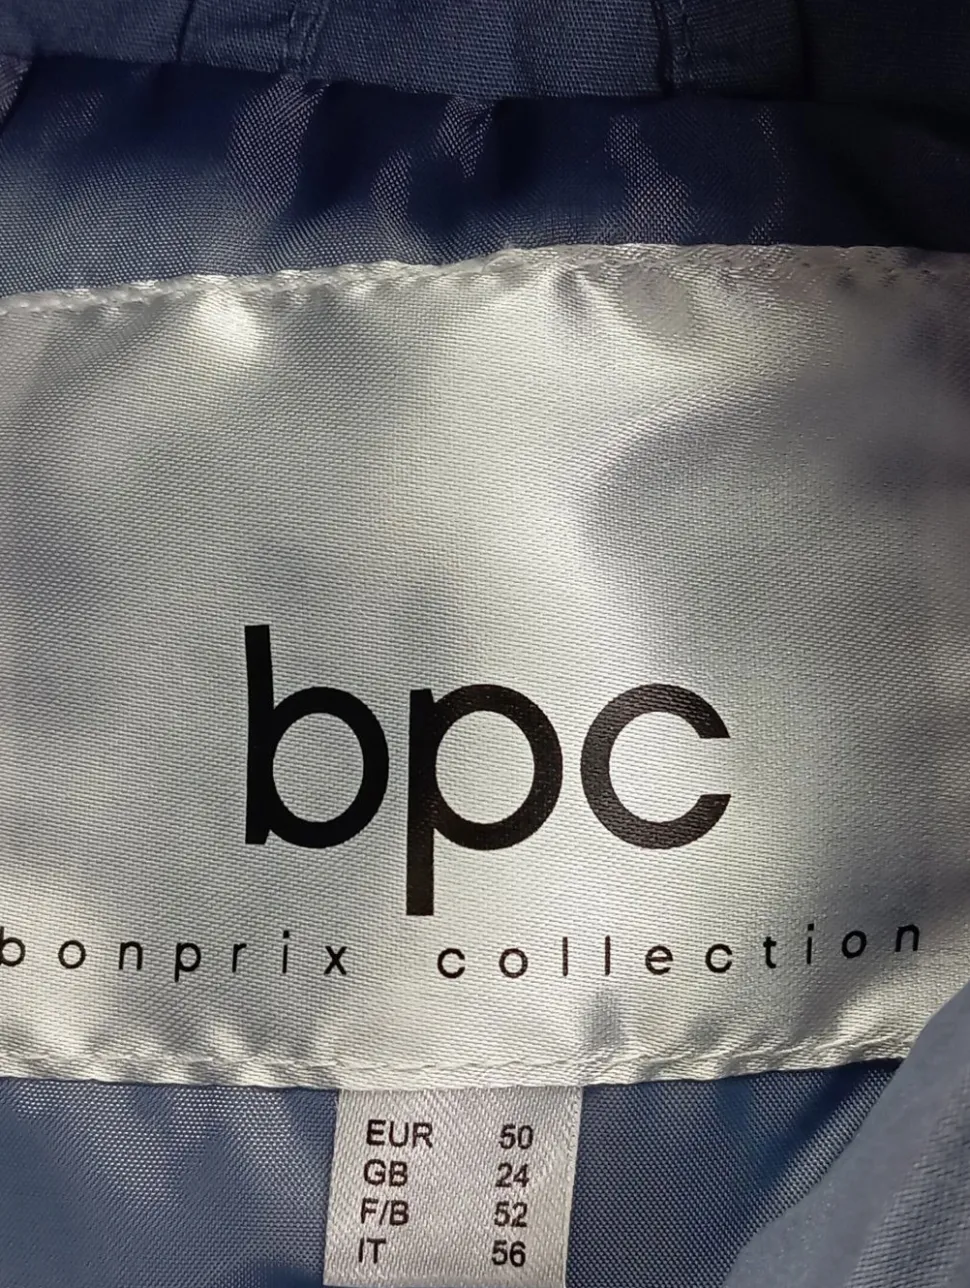 bpc
bonprix collection
EUR 50
GB 24
F/B 52
IT 56